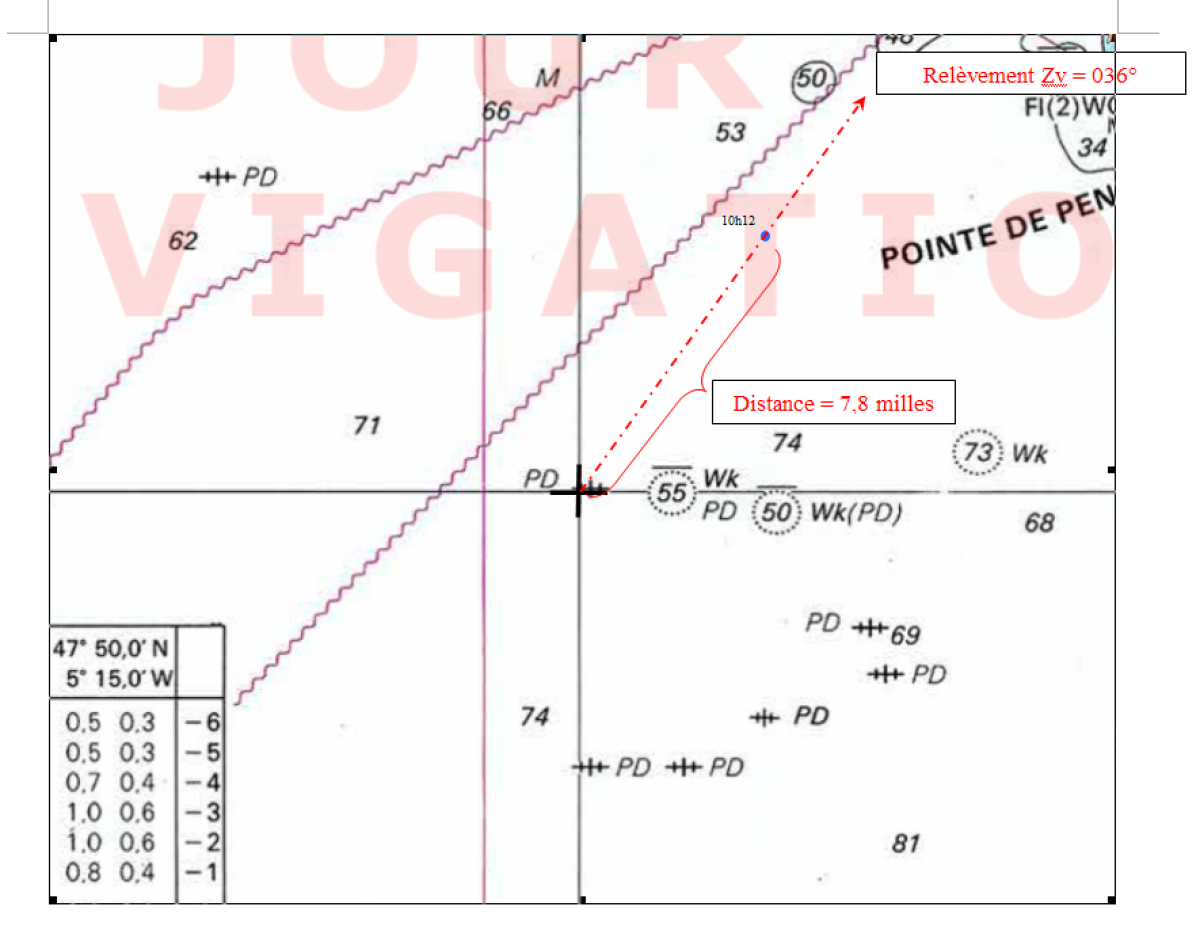 JOUR
48
M
50
Relèvement Zv = 036°
66
53
Fl(2)W
34
PD
VIGATIO
10h12
62
POINTE DE PEN
Distance = 7,8 milles
71
74
73 Wk
PD
55 Wk
PD
50 Wk(PD)
68
PD
69
PD
47° 50,0' N
5° 15,0' W
74
PD
0,5 0,3 −6
0,5 0,3 −5
PD PD
0,7 0,4 −4
1,0 0,6 −3
1,0 0,6 −2
81
0,8 0,4 −1